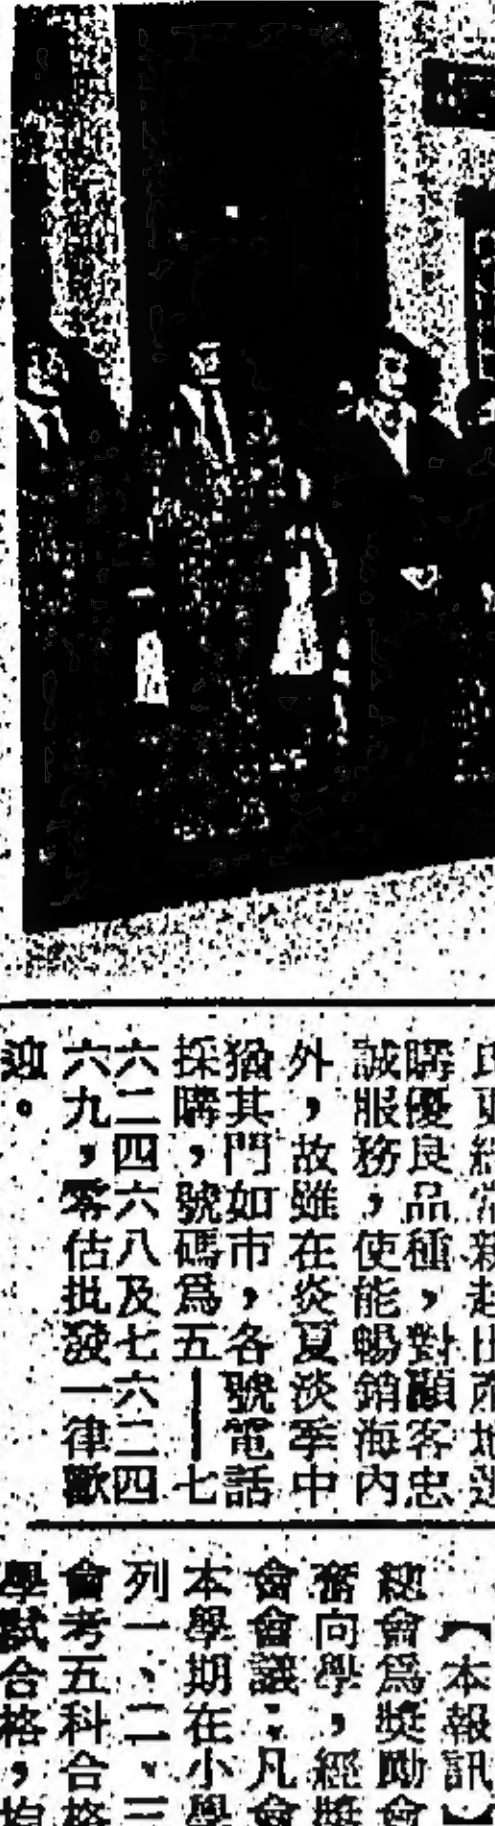 購優良品種，對顧客忠
誠服務，使能暢銷海內
外，故雖在炎夏淡季中
猶其門如市，各號電話
採購，號碼爲五——七
六二四六八及七六二四
六九，零估批發一律歡
迎。
【本報訊】
總會爲獎勵會
奮向學，經獎
會會議：凡會
本學期在小學
列一、二、三
會考五科合格
學試合格，均